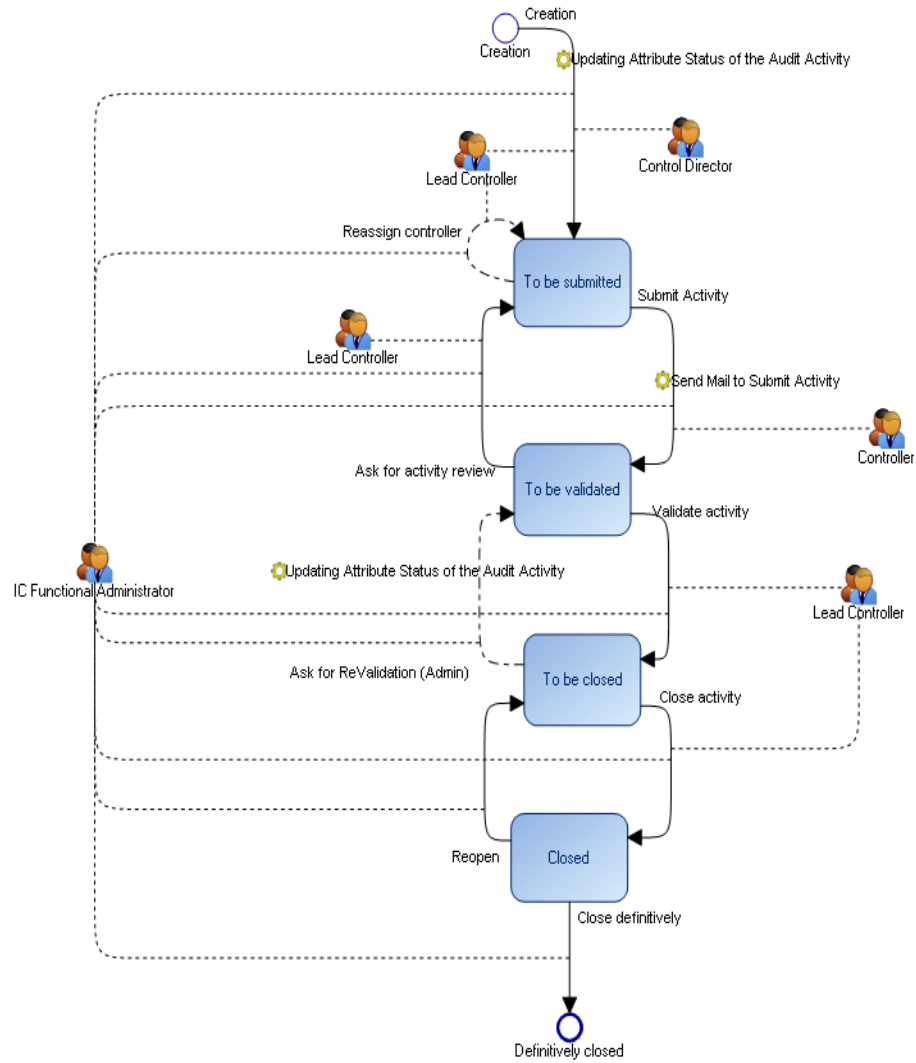 Creation
Creation
Updating Attribute Status of the Audit Activity
Lead Controller
Control Director
Reassign controller
To be submitted
Submit Activity
Lead Controller
Send Mail to Submit Activity
Controller
Ask for activity review
To be validated
Validate activity
IC Functional Administrator
Updating Attribute Status of the Audit Activity
Lead Controller
Ask for ReValidation (Admin)
To be closed
Close activity
Reopen
Closed
Close definitively
Definitively closed